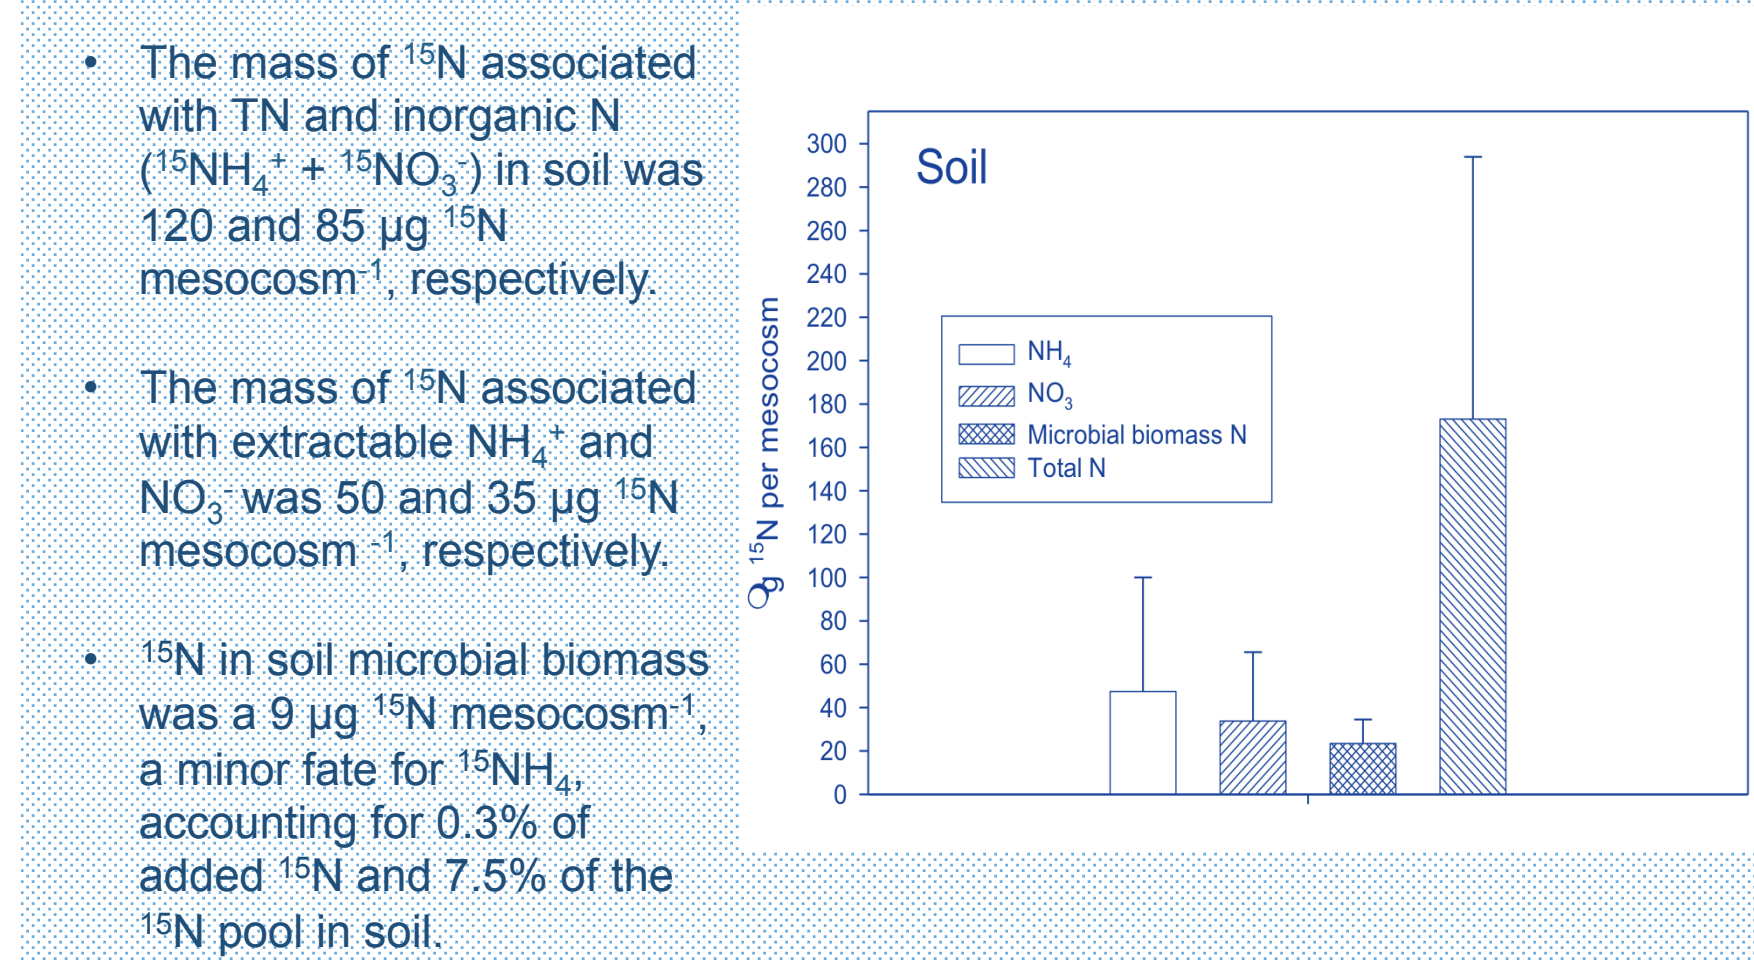 • The mass of ¹⁵N associated
with TN and inorganic N
(¹⁵NH₄⁺ + ¹⁵NO₃⁻) in soil was
120 and 85 µg ¹⁵N
mesocosm⁻¹, respectively.
• The mass of ¹⁵N associated
with extractable NH₄⁺ and
NO₃⁻ was 50 and 35 µg ¹⁵N
mesocosm ⁻¹, respectively.
• ¹⁵N in soil microbial biomass
was a 9 µg ¹⁵N mesocosm⁻¹,
a minor fate for ¹⁵NH₄,
accounting for 0.3% of
added ¹⁵N and 7.5% of the
¹⁵N pool in soil.
❍g ¹⁵N per mesocosm
300
280
260
240
220
200
180
160
140
120
100
80
60
40
20
0
Soil
NH₄
NO₃
Microbial biomass N
Total N